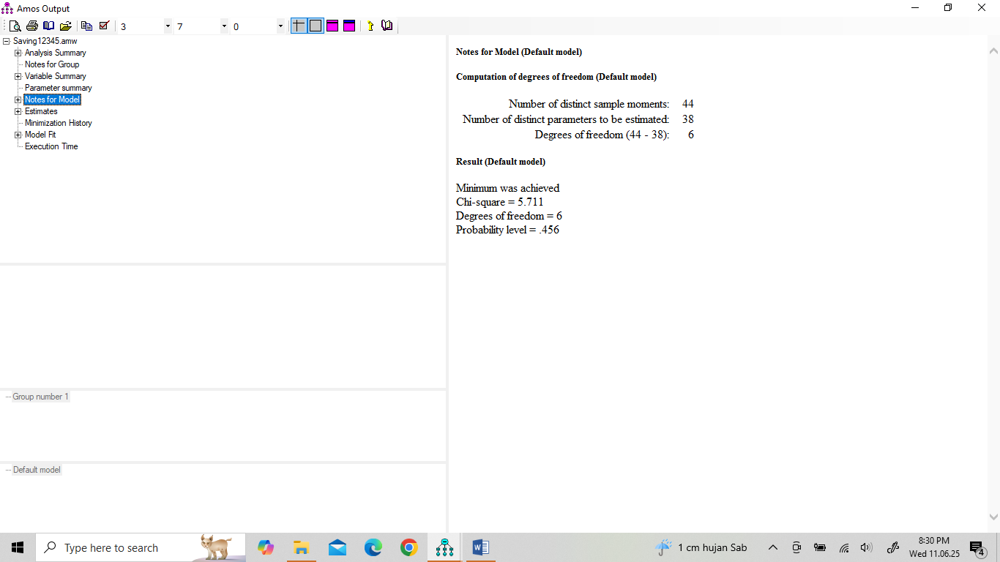 Amos Output
3 7 0
Saving12345.amw
Analysis Summary
Notes for Group
Variable Summary
Parameter summary
Notes for Model
Estimates
Minimization History
Model Fit
Execution Time
Group number 1
Default model
Notes for Model (Default model)
Computation of degrees of freedom (Default model)
Number of distinct sample moments: 44
Number of distinct parameters to be estimated: 38
Degrees of freedom (44 - 38): 6
Result (Default model)
Minimum was achieved
Chi-square = 5.711
Degrees of freedom = 6
Probability level = .456
Type here to search
1 cm hujan Sab
8:30 PM
Wed 11.06.25
4